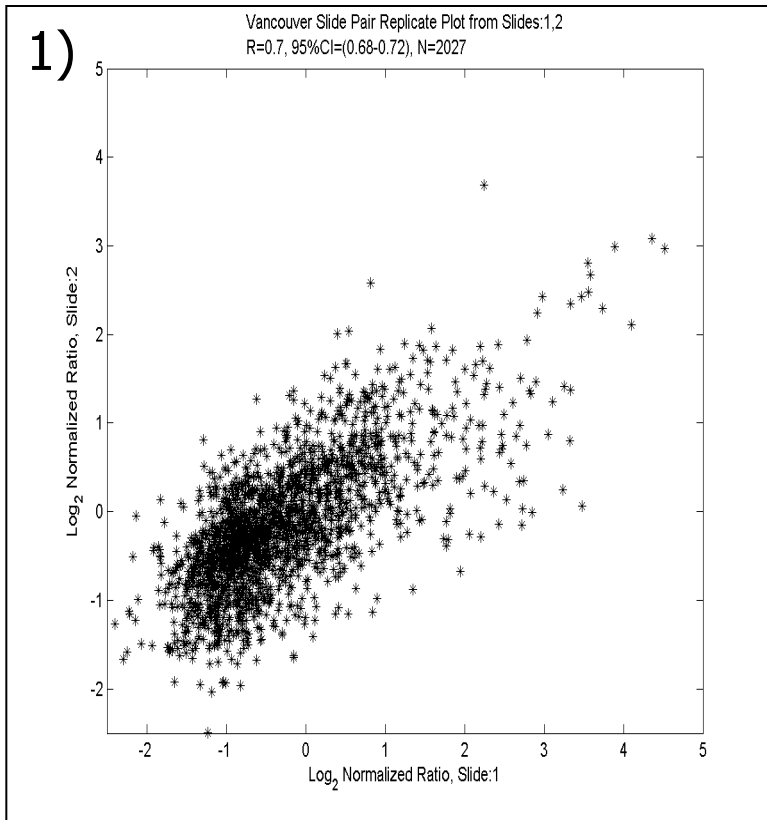 1)
Vancouver Slide Pair Replicate Plot from Slides:1,2
R=0.7, 95%CI=(0.68-0.72), N=2027
5
4
3
2
1
0
-1
-2
Log2 Normalized Ratio, Slide:2
-2 -1 0 1 2 3 4 5
Log2 Normalized Ratio, Slide:1